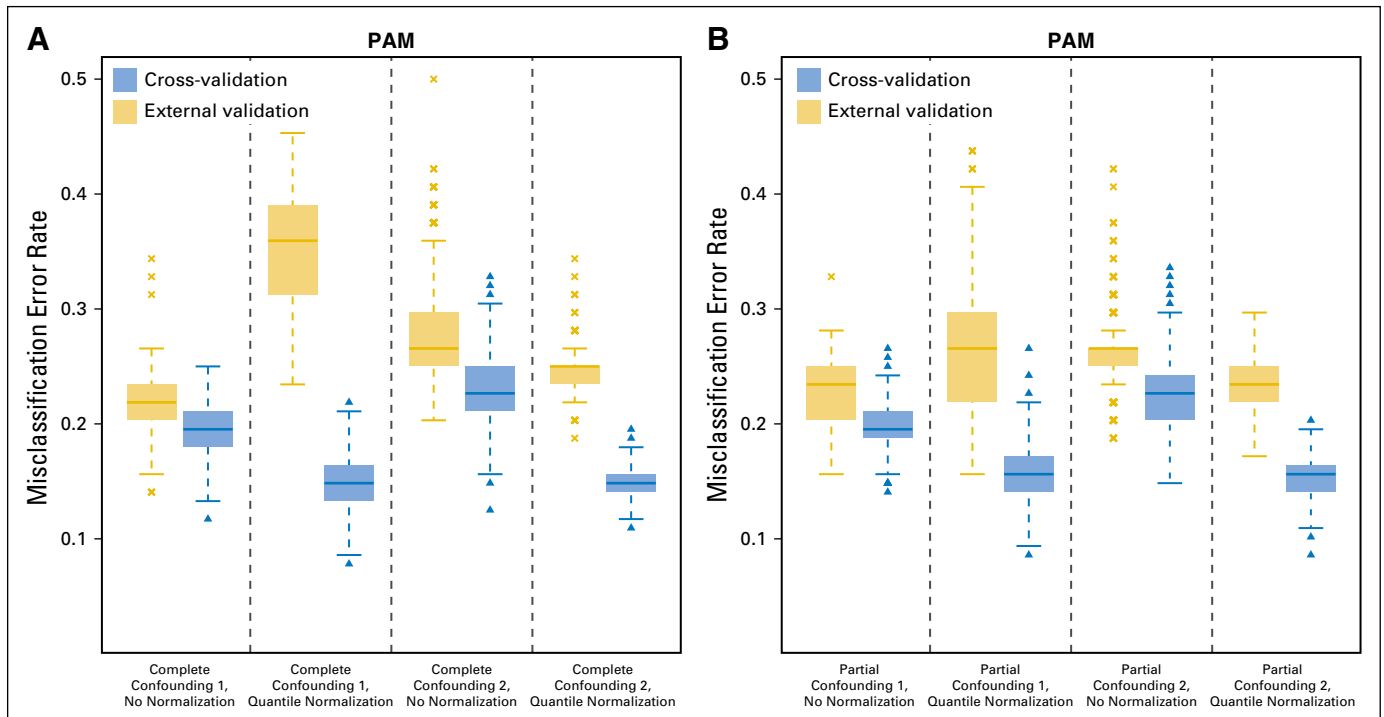 A
PAM
Cross-validation
External validation
Misclassification Error Rate
0.5
0.4
0.3
0.2
0.1
Complete
Confounding 1,
No Normalization
Complete
Confounding 1,
Quantile Normalization
Complete
Confounding 2,
No Normalization
Complete
Confounding 2,
Quantile Normalization
B
PAM
Cross-validation
External validation
Misclassification Error Rate
0.5
0.4
0.3
0.2
0.1
Partial
Confounding 1,
No Normalization
Partial
Confounding 1,
Quantile Normalization
Partial
Confounding 2,
No Normalization
Partial
Confounding 2,
Quantile Normalization